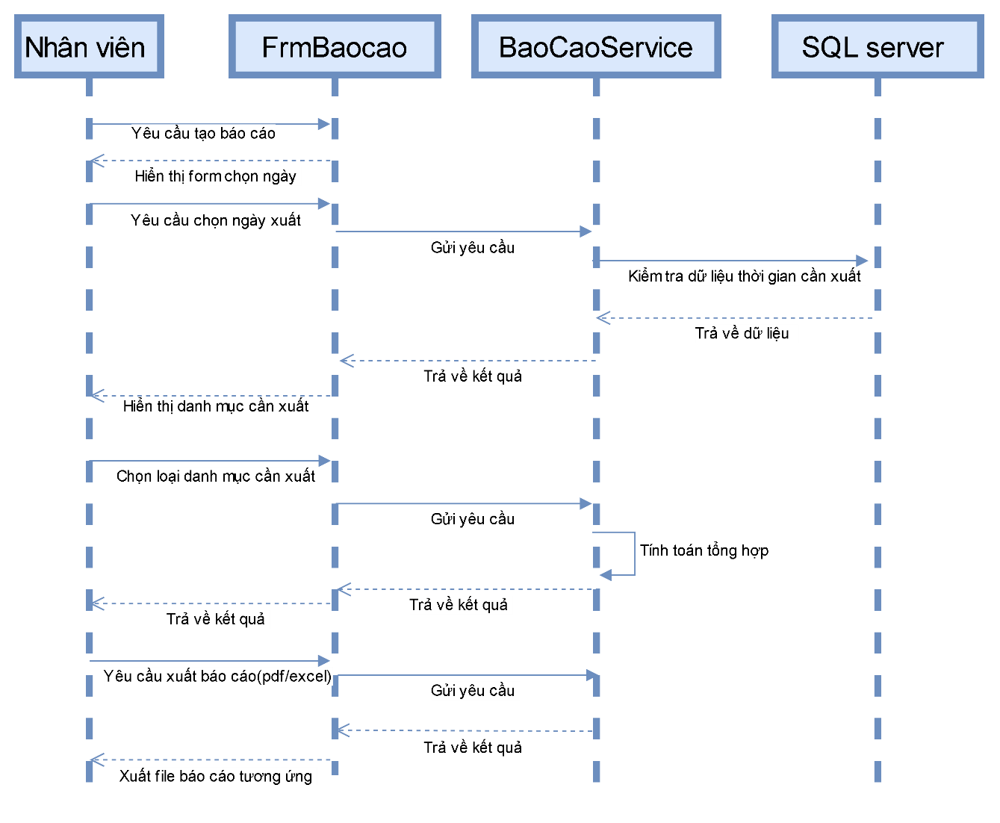 Nhân viên
FrmBaocao
BaoCaoService
SQL server
Yêu cầu tạo báo cáo
Hiển thị form chọn ngày
Yêu cầu chọn ngày xuất
Gửi yêu cầu
Kiểm tra dữ liệu thời gian cần xuất
Trả về dữ liệu
Trả về kết quả
Hiển thị danh mục cần xuất
Chọn loại danh mục cần xuất
Gửi yêu cầu
Tính toán tổng hợp
Trả về kết quả
Trả về kết quả
Yêu cầu xuất báo cáo(pdf/excel)
Gửi yêu cầu
Trả về kết quả
Xuất file báo cáo tương ứng